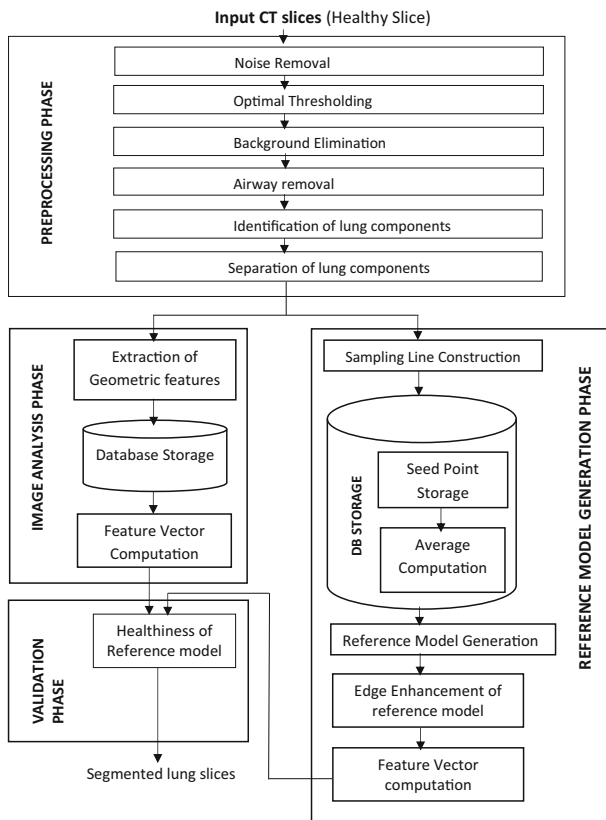 Input CT slices (Healthy Slice)
PREPROCESSING PHASE
Noise Removal
Optimal Thresholding
Background Elimination
Airway removal
Identification of lung components
Separation of lung components
IMAGE ANALYSIS PHASE
Extraction of
Geometric features
Database Storage
Feature Vector
Computation
VALIDATION
PHASE
Healthiness of
Reference model
Segmented lung slices
REFERENCE MODEL GENERATION PHASE
Sampling Line Construction
DB STORAGE
Seed Point
Storage
Average
Computation
Reference Model Generation
Edge Enhancement of
reference model
Feature Vector
computation